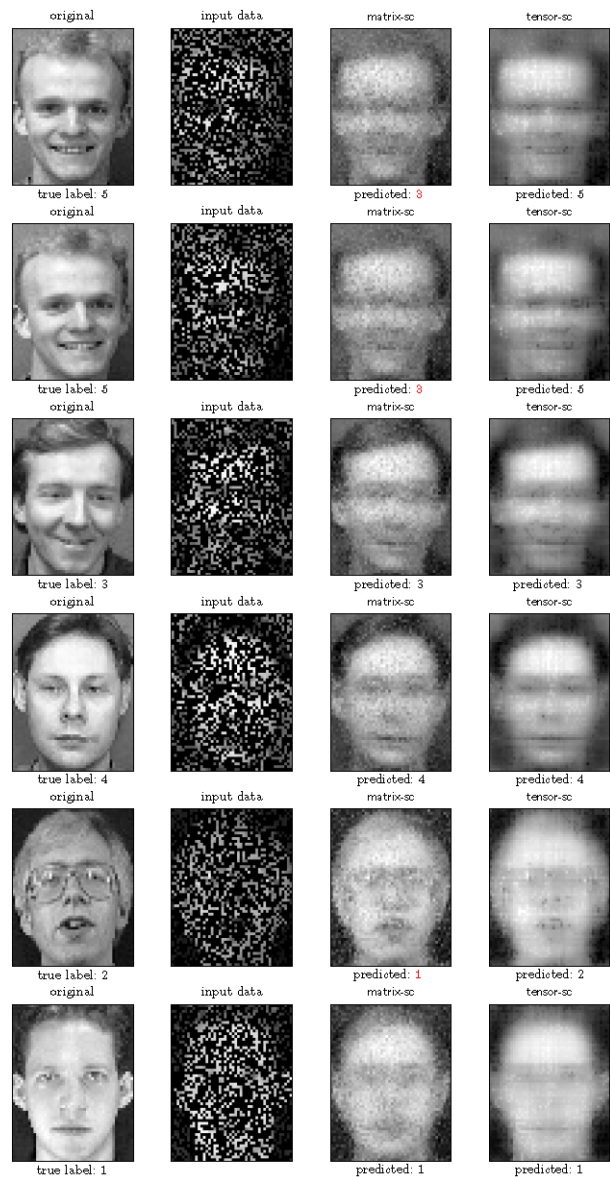 original input data matrix-sc tensor-sc
true label: 5 predicted: 3 predicted: 5
original input data matrix-sc tensor-sc
true label: 5 predicted: 3 predicted: 5
original input data matrix-sc tensor-sc
true label: 3 predicted: 3 predicted: 3
original input data matrix-sc tensor-sc
true label: 4 predicted: 4 predicted: 4
original input data matrix-sc tensor-sc
true label: 2 predicted: 1 predicted: 2
original input data matrix-sc tensor-sc
true label: 1 predicted: 1 predicted: 1